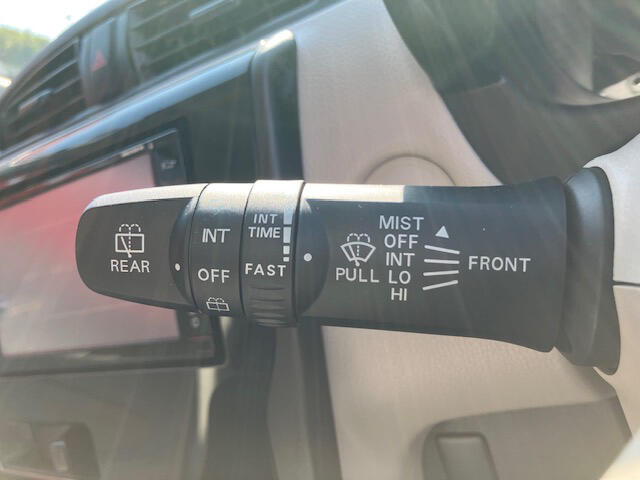 REAR
INT
OFF
INT
TIME
FAST
PULL
MIST
OFF
INT
LO
HI
FRONT